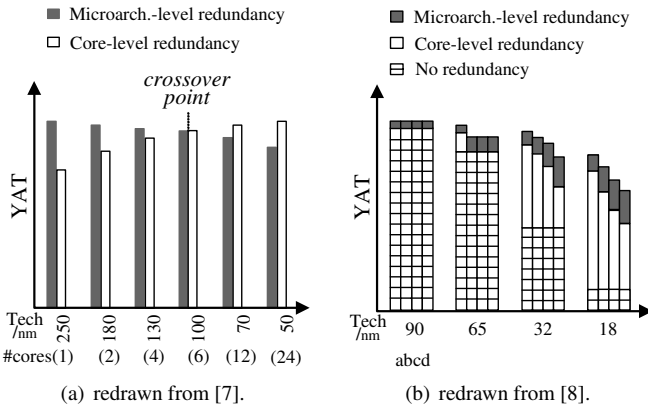 Microarch.-level redundancy
Core-level redundancy
crossover
point
YAT
Tech
/nm
250 180 130 100 70 50
#cores(1) (2) (4) (6) (12) (24)
(a) redrawn from [7].
Microarch.-level redundancy
Core-level redundancy
No redundancy
YAT
Tech
/nm
90 65 32 18
abcd
(b) redrawn from [8].